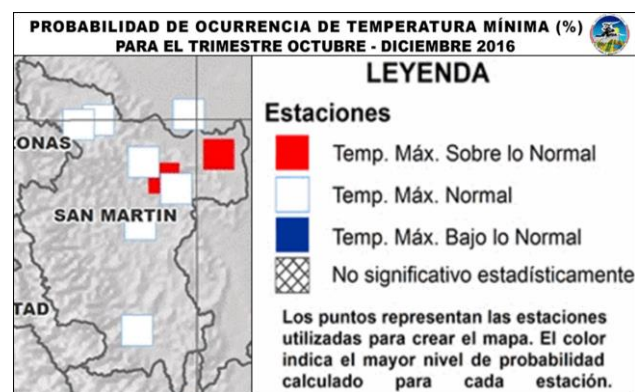 PROBABILIDAD DE OCURRENCIA DE TEMPERATURA MÍNIMA (%)
PARA EL TRIMESTRE OCTUBRE - DICIEMBRE 2016
LEYENDA
Estaciones
Temp. Máx. Sobre lo Normal
Temp. Máx. Normal
Temp. Máx. Bajo lo Normal
No significativo estadísticamente
Los puntos representan las estaciones
utilizadas para crear el mapa. El color
indica el mayor nivel de probabilidad
calculado para cada estación.
ZONAS
SAN MARTIN
TAD